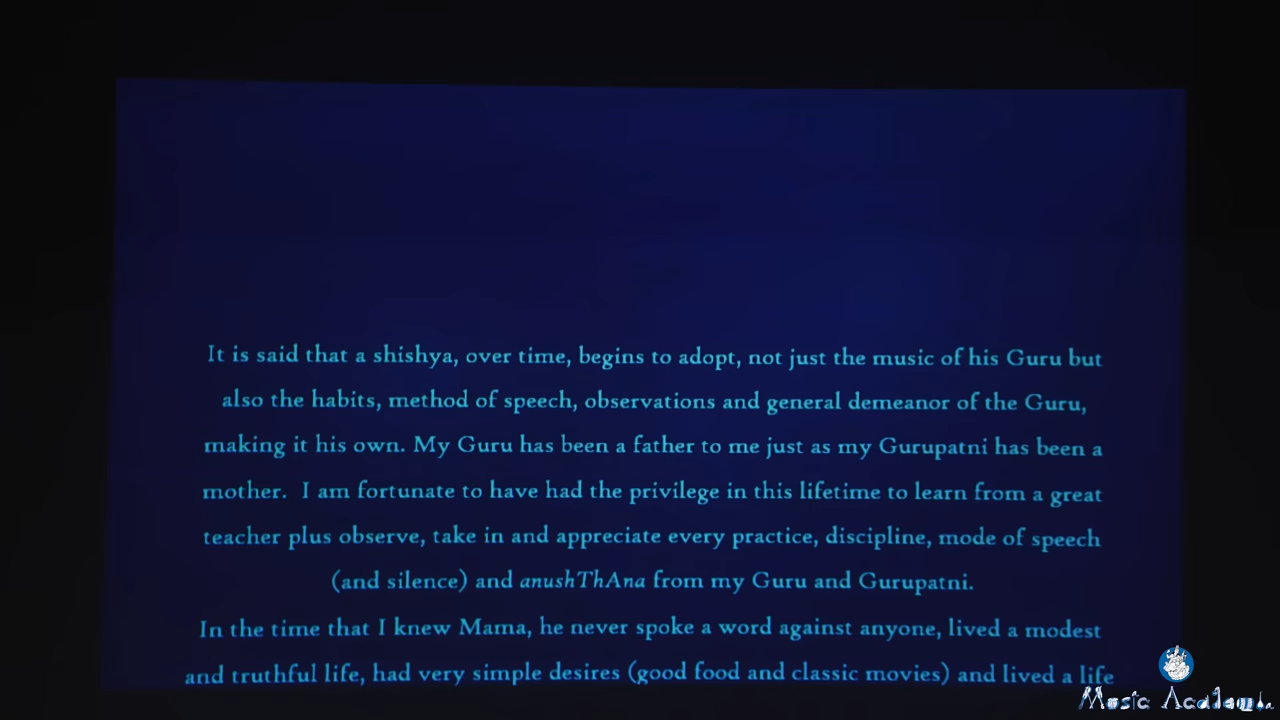 It is said that a shishya, over time, begins to adopt, not just the music of his Guru but
also the habits, method of speech, observations and general demeanor of the Guru,
making it his own. My Guru has been a father to me just as my Gurupatni has been a
mother. I am fortunate to have had the privilege in this lifetime to learn from a great
teacher plus observe, take in and appreciate every practice, discipline, mode of speech
(and silence) and anushThAna from my Guru and Gurupatni.
In the time that I knew Mama, he never spoke a word against anyone, lived a modest
and truthful life, had very simple desires (good food and classic movies) and lived a life
Music